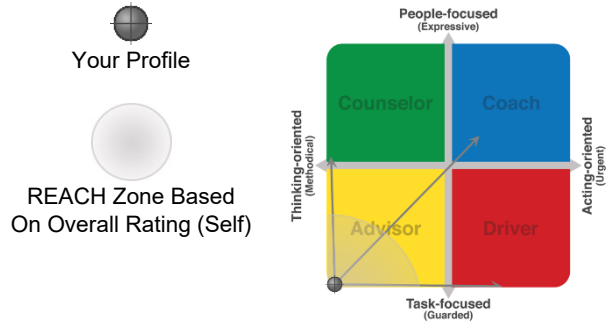 Your Profile
REACH Zone Based
On Overall Rating (Self)
People-focused
(Expressive)
Counselor
Coach
Thinking-oriented
(Methodical)
Acting-oriented
(Urgent)
Advisor
Driver
Task-focused
(Guarded)